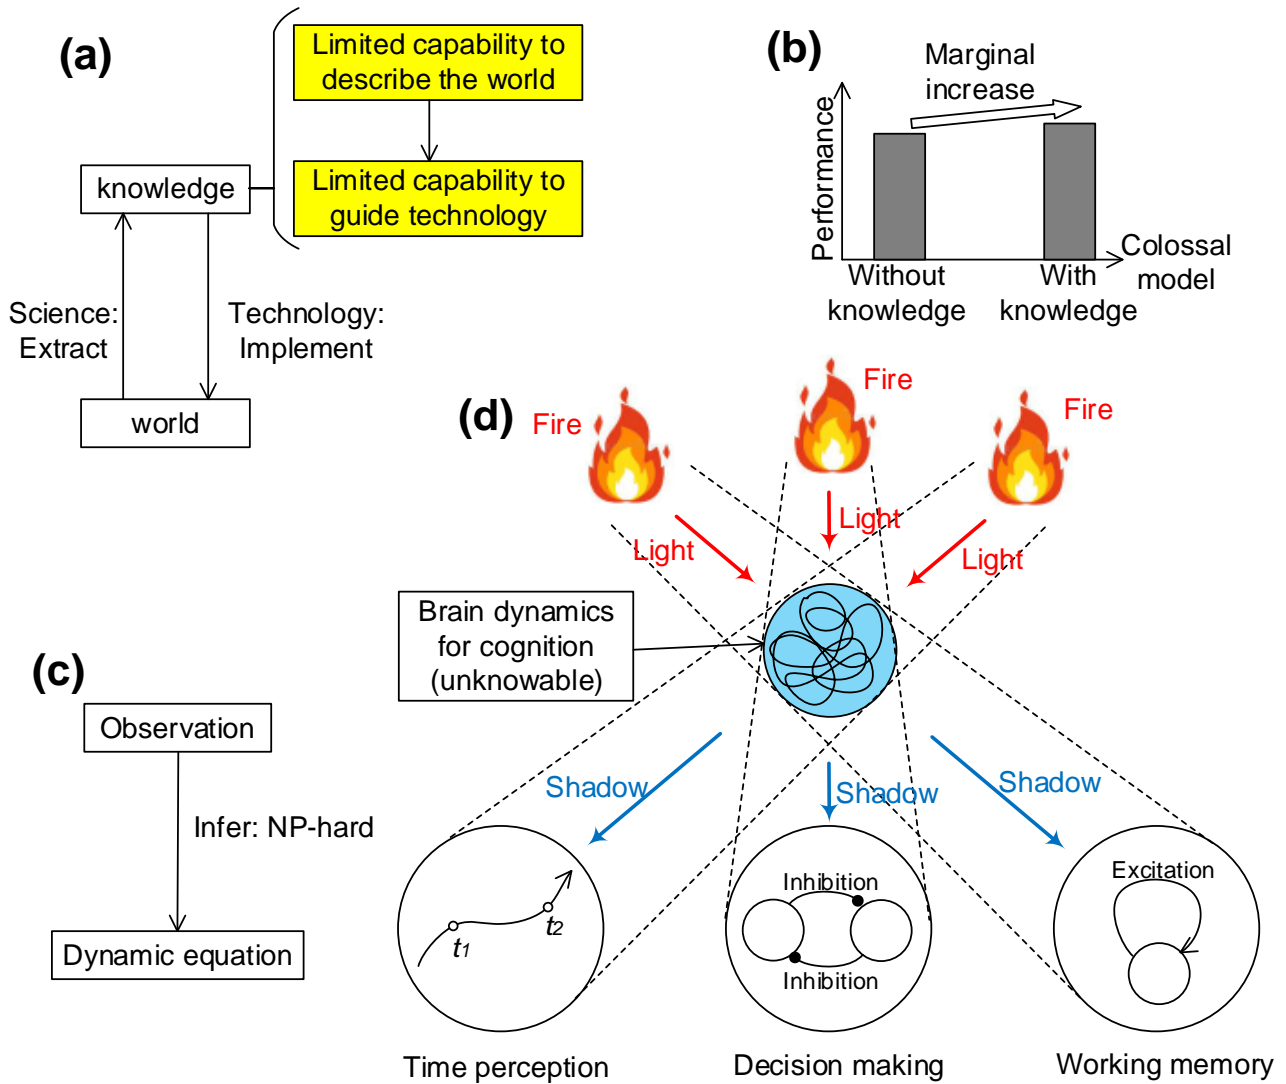 (a)
Limited capability to
describe the world
Limited capability to
guide technology
knowledge
Science:
Extract
Technology:
Implement
world
(b)
Marginal
increase
Performance
Without
knowledge
With
knowledge
Colossal
model
(c)
Observation
Infer: NP-hard
Dynamic equation
(d)
Fire
Fire
Fire
Light
Light
Light
Brain dynamics
for cognition
(unknowable)
Shadow
Shadow
Shadow
t1
t2
Inhibition
Inhibition
Excitation
Time perception
Decision making
Working memory